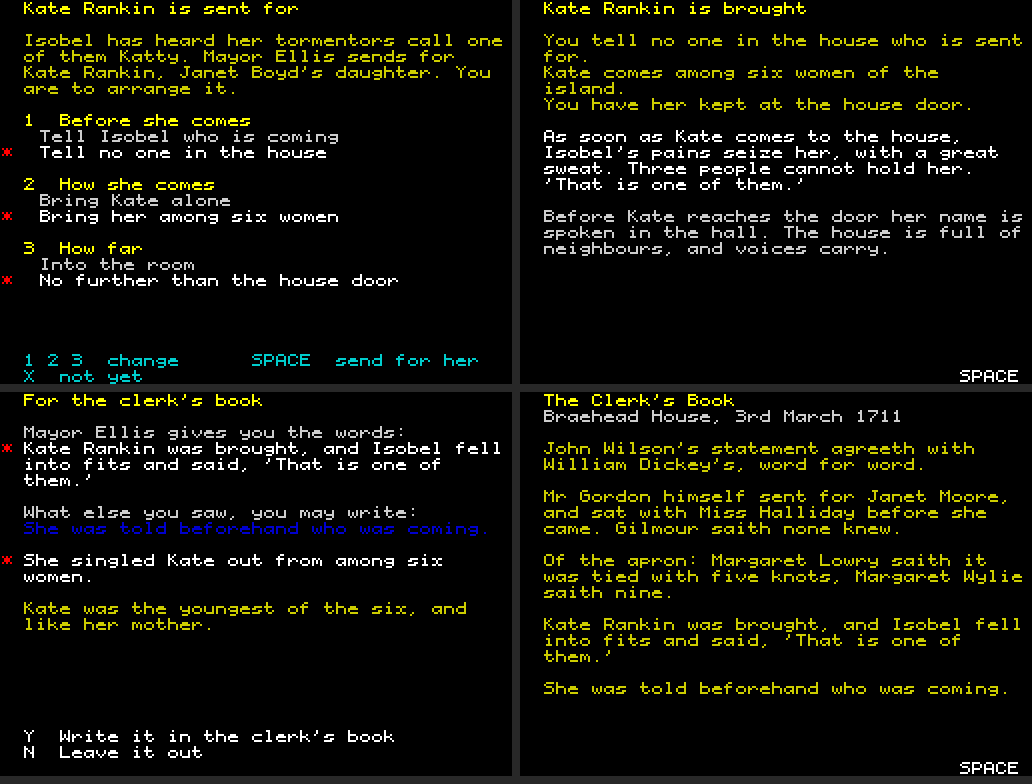 Kate Rankin is sent for
Isobel has heard her tormentors call one
of them Katty. Mayor Ellis sends for
Kate Rankin, Janet Boyd's daughter. You
are to arrange it.
1 Before she comes
Tell Isobel who is coming
* Tell no one in the house
2 How she comes
Bring Kate alone
* Bring her among six women
3 How far
Into the room
* No further than the house door
1 2 3 change SPACE send for her
X not yet
Kate Rankin is brought
You tell no one in the house who is sent
for.
Kate comes among six women of the
island.
You have her kept at the house door.
As soon as Kate comes to the house,
Isobel's pains seize her, with a great
sweat. Three people cannot hold her.
'That is one of them.'
Before Kate reaches the door her name is
spoken in the hall. The house is full of
neighbours, and voices carry.
SPACE
For the clerk's book
Mayor Ellis gives you the words:
* Kate Rankin was brought, and Isobel fell
into fits and said, 'That is one of
them.'
What else you saw, you may write:
She was told beforehand who was coming.
* She singled Kate out from among six
women.
Kate was the youngest of the six, and
like her mother.
Y Write it in the clerk's book
N Leave it out
The Clerk's Book
Braehead House, 3rd March 1711
John Wilson's statement agreeth with
William Dickey's, word for word.
Mr Gordon himself sent for Janet Moore,
and sat with Miss Halliday before she
came. Gilmour saith none knew.
Of the apron: Margaret Lowry saith it
was tied with five knots, Margaret Wylie
saith nine.
Kate Rankin was brought, and Isobel fell
into fits and said, 'That is one of
them.'
She was told beforehand who was coming.
SPACE